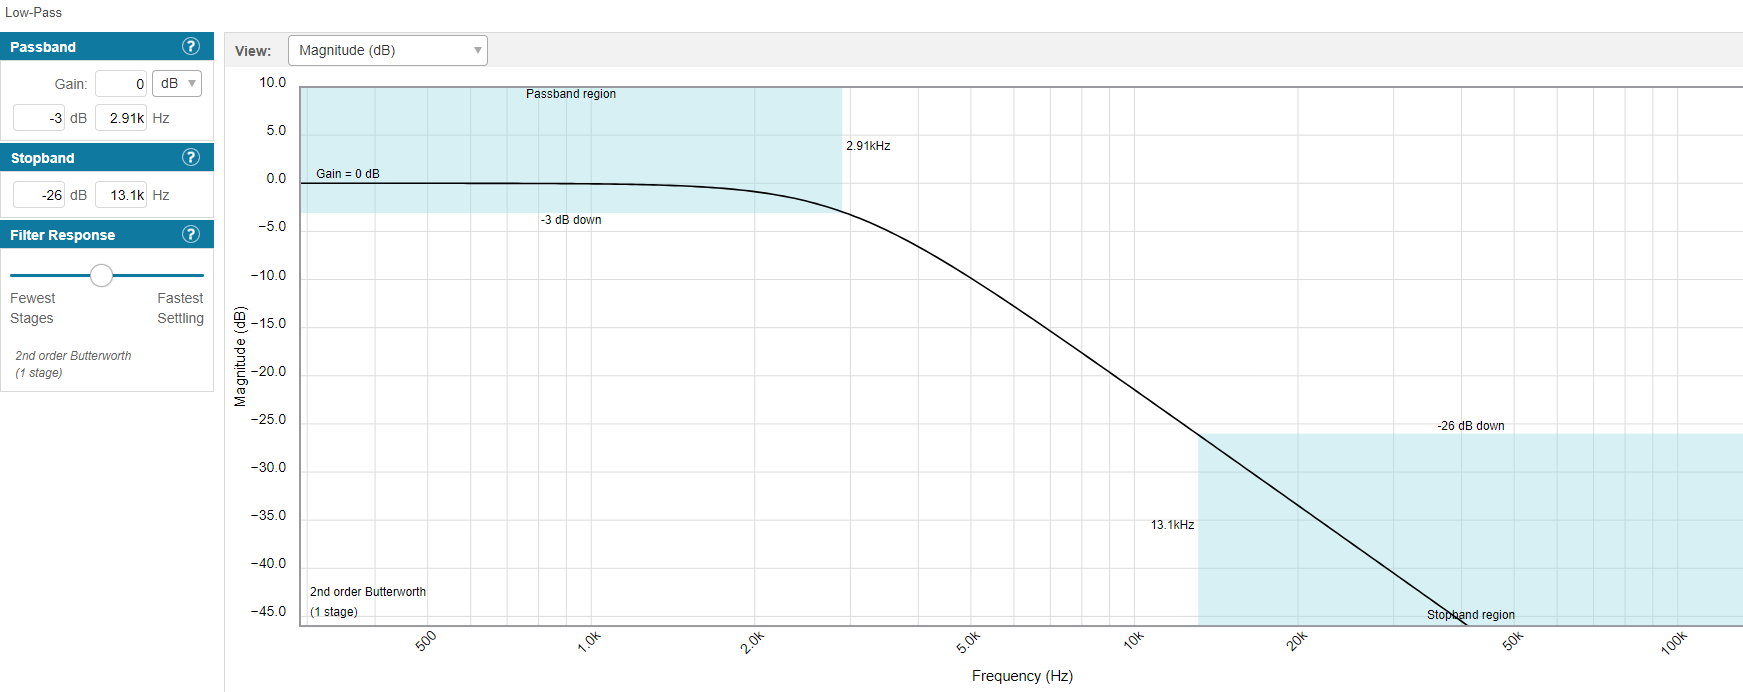 Low-Pass
Passband ?
Gain: 0 dB
-3 dB 2.91k Hz
Stopband ?
-26 dB 13.1k Hz
Filter Response ?
Fewest Stages
Fastest Settling
2nd order Butterworth
(1 stage)
View: Magnitude (dB)
10.0
5.0
0.0
−5.0
−10.0
−15.0
−20.0
−25.0
−30.0
−35.0
−40.0
−45.0
Magnitude (dB)
Passband region
2.91kHz
Gain = 0 dB
-3 dB down
-26 dB down
13.1kHz
2nd order Butterworth
(1 stage)
Stopband region
500 1.0k 2.0k 5.0k 10k 20k 50k 100k
Frequency (Hz)